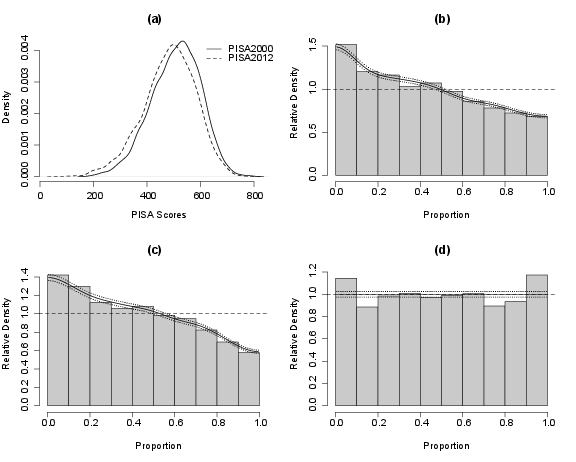 (a)
PISA2000
PISA2012
Density
0.000 0.001 0.002 0.003 0.004
0 200 400 600 800
PISA Scores
(b)
Relative Density
0.0 0.5 1.0 1.5
0.0 0.2 0.4 0.6 0.8 1.0
Proportion
(c)
Relative Density
0.0 0.2 0.4 0.6 0.8 1.0 1.2 1.4
0.0 0.2 0.4 0.6 0.8 1.0
Proportion
(d)
Relative Density
0.0 0.2 0.4 0.6 0.8 1.0 1.2
0.0 0.2 0.4 0.6 0.8 1.0
Proportion